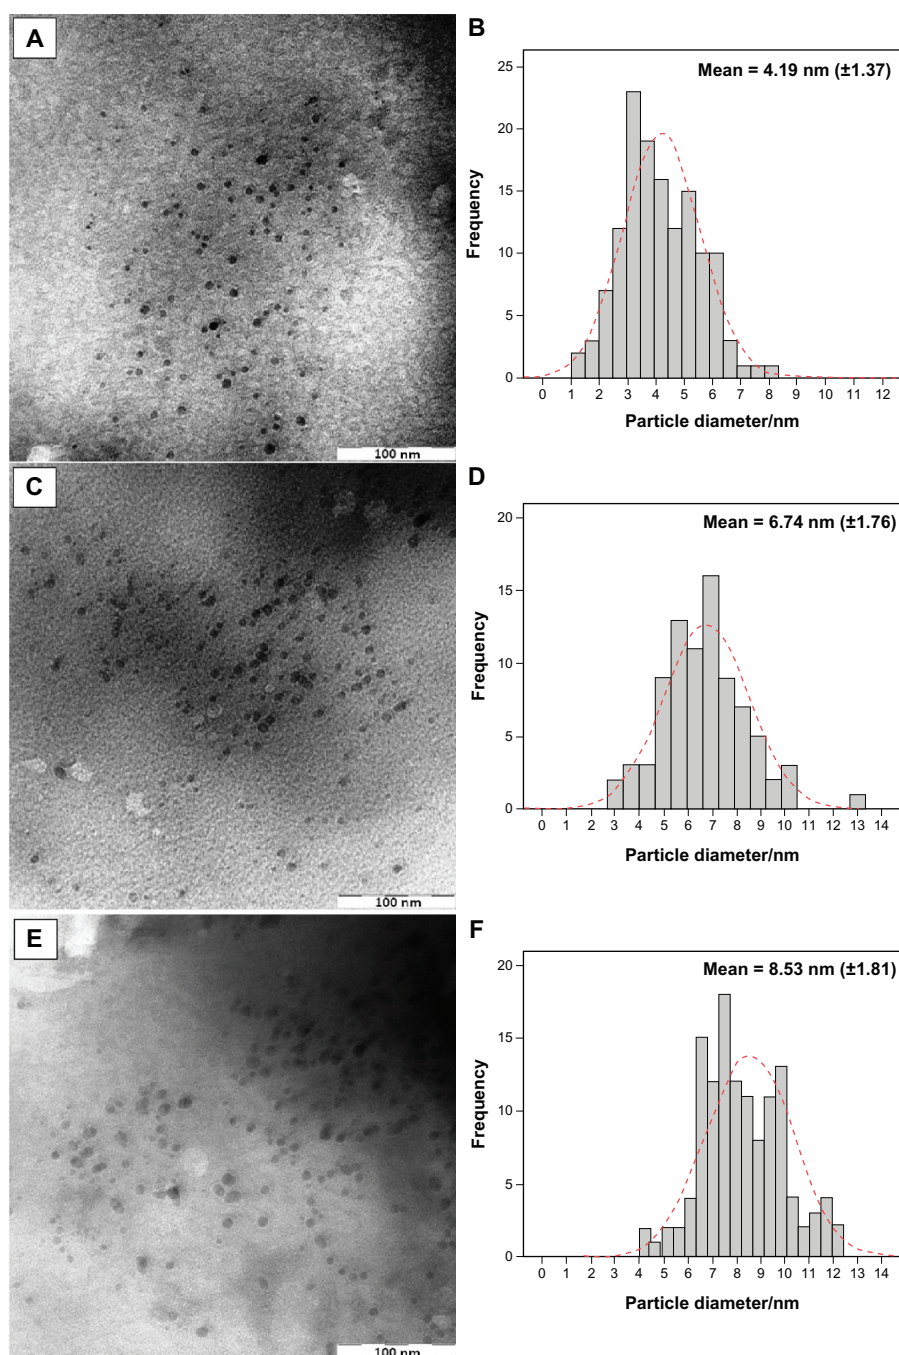 A
100 nm
B
Mean = 4.19 nm (±1.37)
Frequency
25
20
15
10
5
0
0 1 2 3 4 5 6 7 8 9 10 11 12
Particle diameter/nm
C
100 nm
D
Mean = 6.74 nm (±1.76)
Frequency
20
15
10
5
0
0 1 2 3 4 5 6 7 8 9 10 11 12 13 14
Particle diameter/nm
E
100 nm
F
Mean = 8.53 nm (±1.81)
Frequency
20
15
10
5
0
0 1 2 3 4 5 6 7 8 9 10 11 12 13 14
Particle diameter/nm